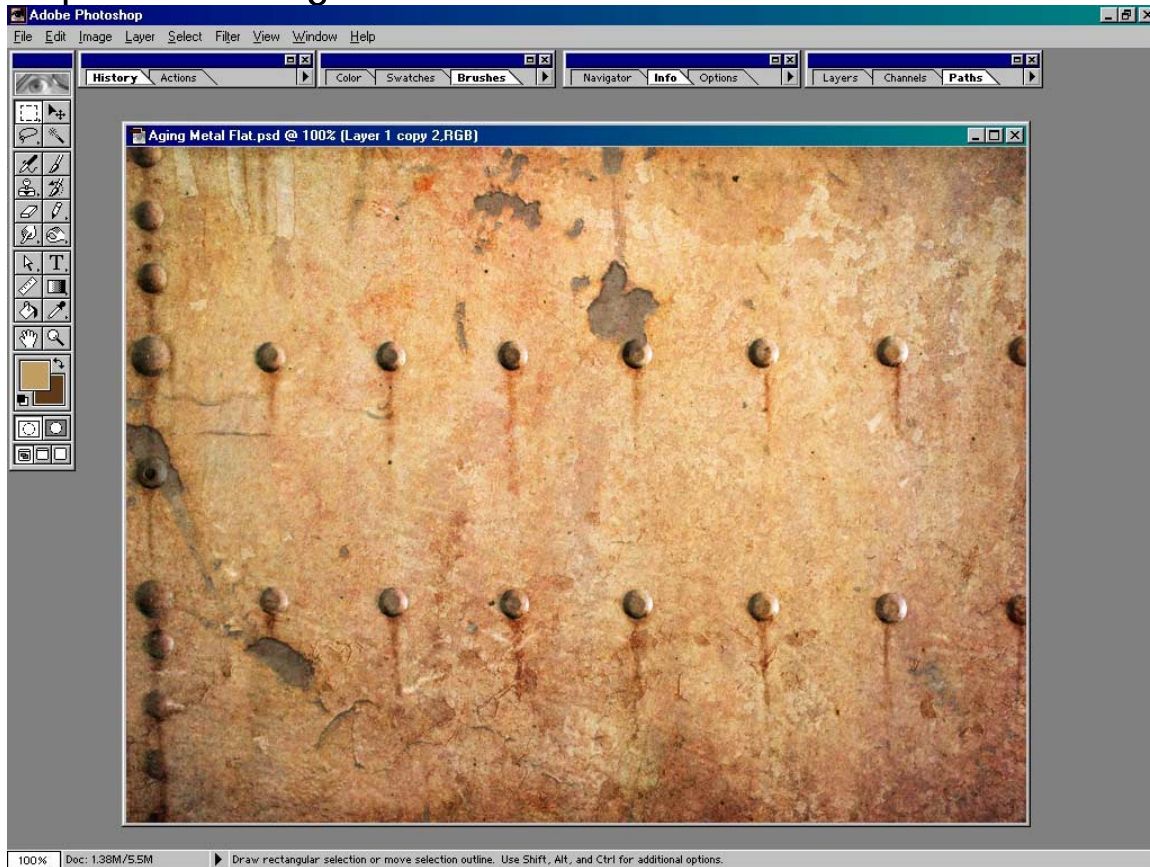 Adobe Photoshop
File Edit Image Layer Select Filter View Window Help
History Actions Color Swatches Brushes Navigator Info Options Layers Channels Paths
Aging Metal Flat.psd @ 100% (Layer 1 copy 2,RGB)
T
100% Doc: 1.38M/5.5M Draw rectangular selection or move selection outline. Use Shift, Alt, and Ctrl for additional options.